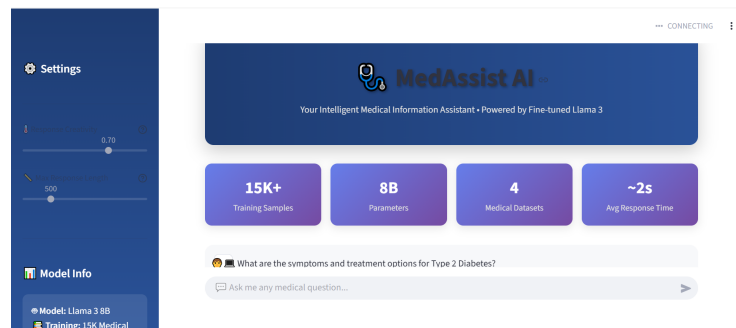 CONNECTING
Settings
0.70
500
Model Info
Model: Llama 3 8B
Training: 15K Medical
MedAssist AI
Your Intelligent Medical Information Assistant • Powered by Fine-tuned Llama 3
15K+
Training Samples
8B
Parameters
4
Medical Datasets
~2s
Avg Response Time
What are the symptoms and treatment options for Type 2 Diabetes?
Ask me any medical question...